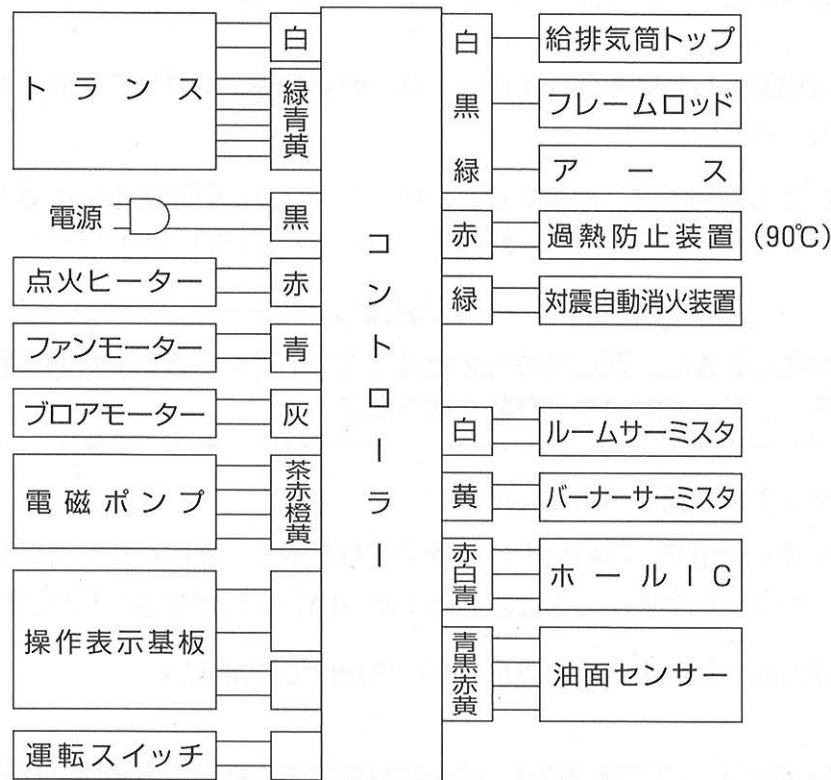 トランス
白
緑
青
黄
電源
黒
点火ヒーター
赤
ファンモーター
青
ブロアモーター
灰
電磁ポンプ
茶
赤
橙
黄
操作表示基板
運転スイッチ
コントローラー
白
給排気筒トップ
黒
フレームロッド
緑
アース
赤
過熱防止装置 (90℃)
緑
対震自動消火装置
白
ルームサーミスタ
黄
バーナーサーミスタ
赤
白
青
ホールIC
青
黒
赤
黄
油面センサー